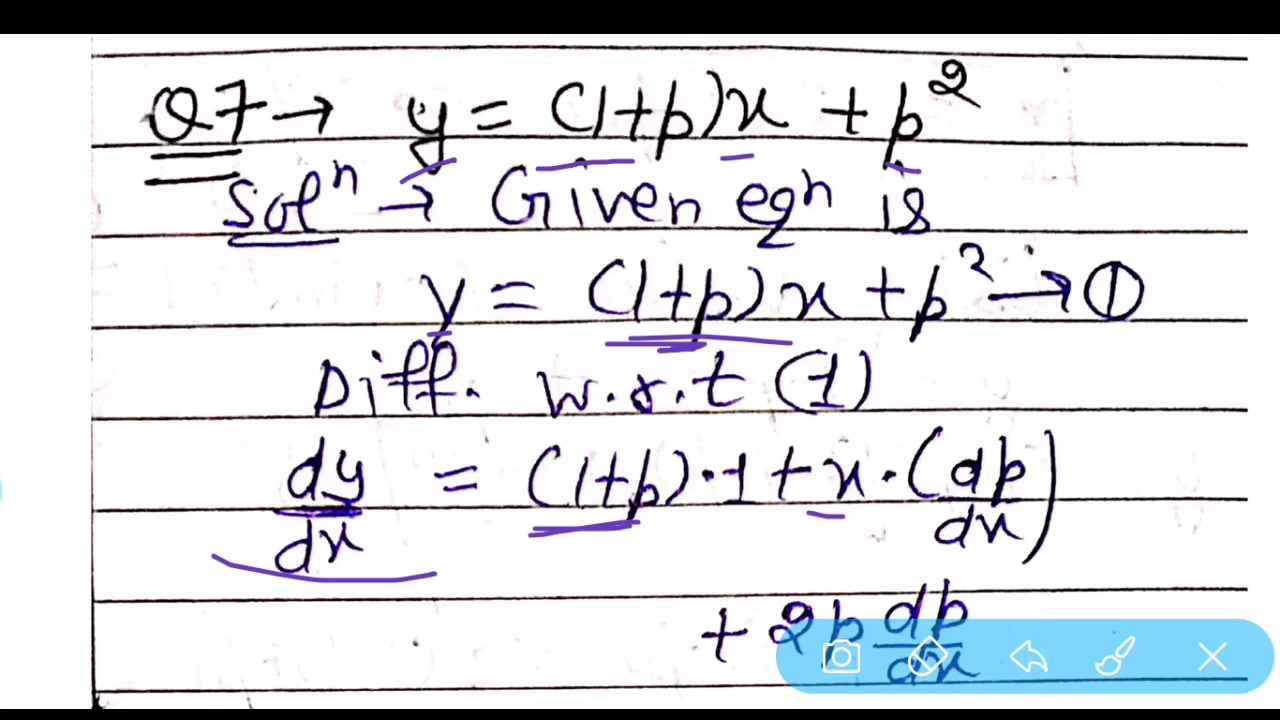 Q7 → y = (1+p)x + p²
Solⁿ → Given eqⁿ is
y = (1+p)x + p² → ①
Diff. w.r.t (1)
dy/dx = (1+p)·1 + x·(dp/dx)
+ 2p dp/dx